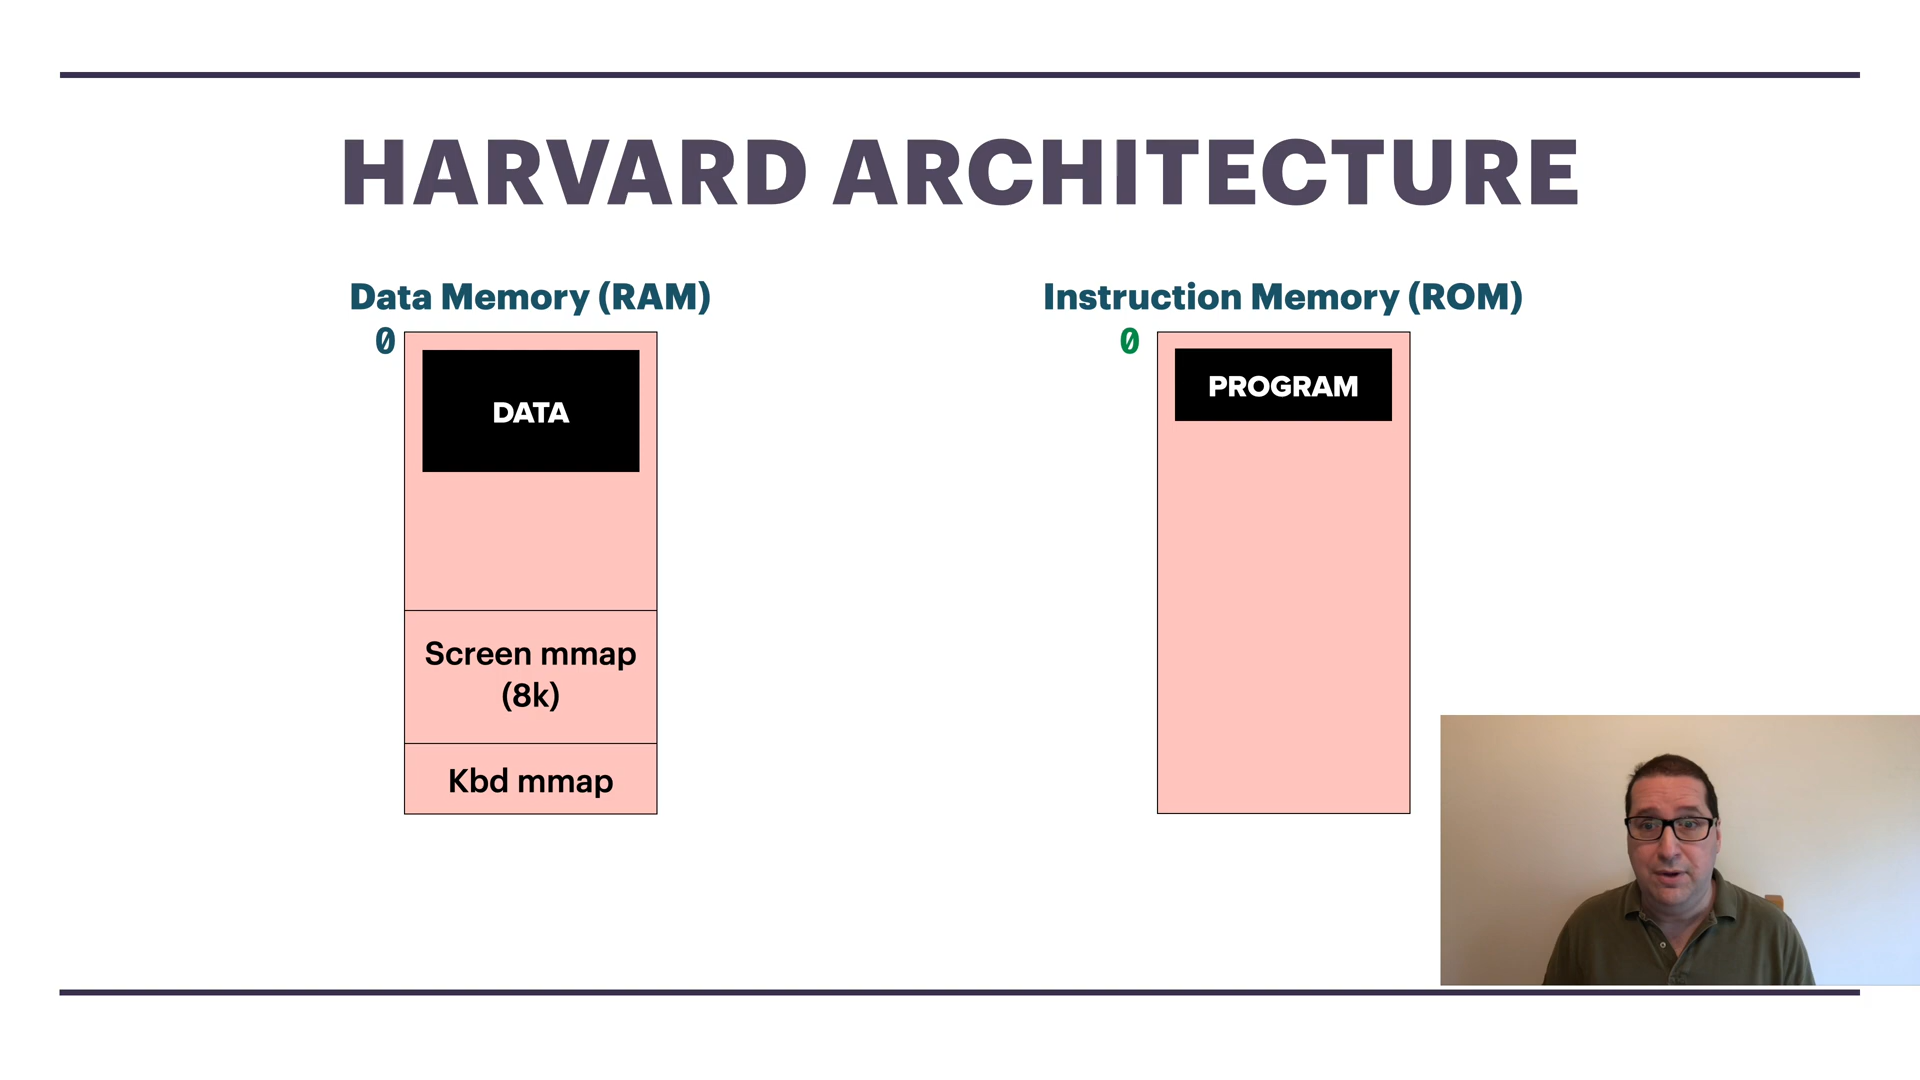 HARVARD ARCHITECTURE
Data Memory (RAM)
0
DATA
Screen mmap
(8k)
Kbd mmap
Instruction Memory (ROM)
0
PROGRAM